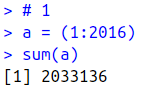 > # 1
> a = (1:2016)
> sum(a)
[1] 2033136